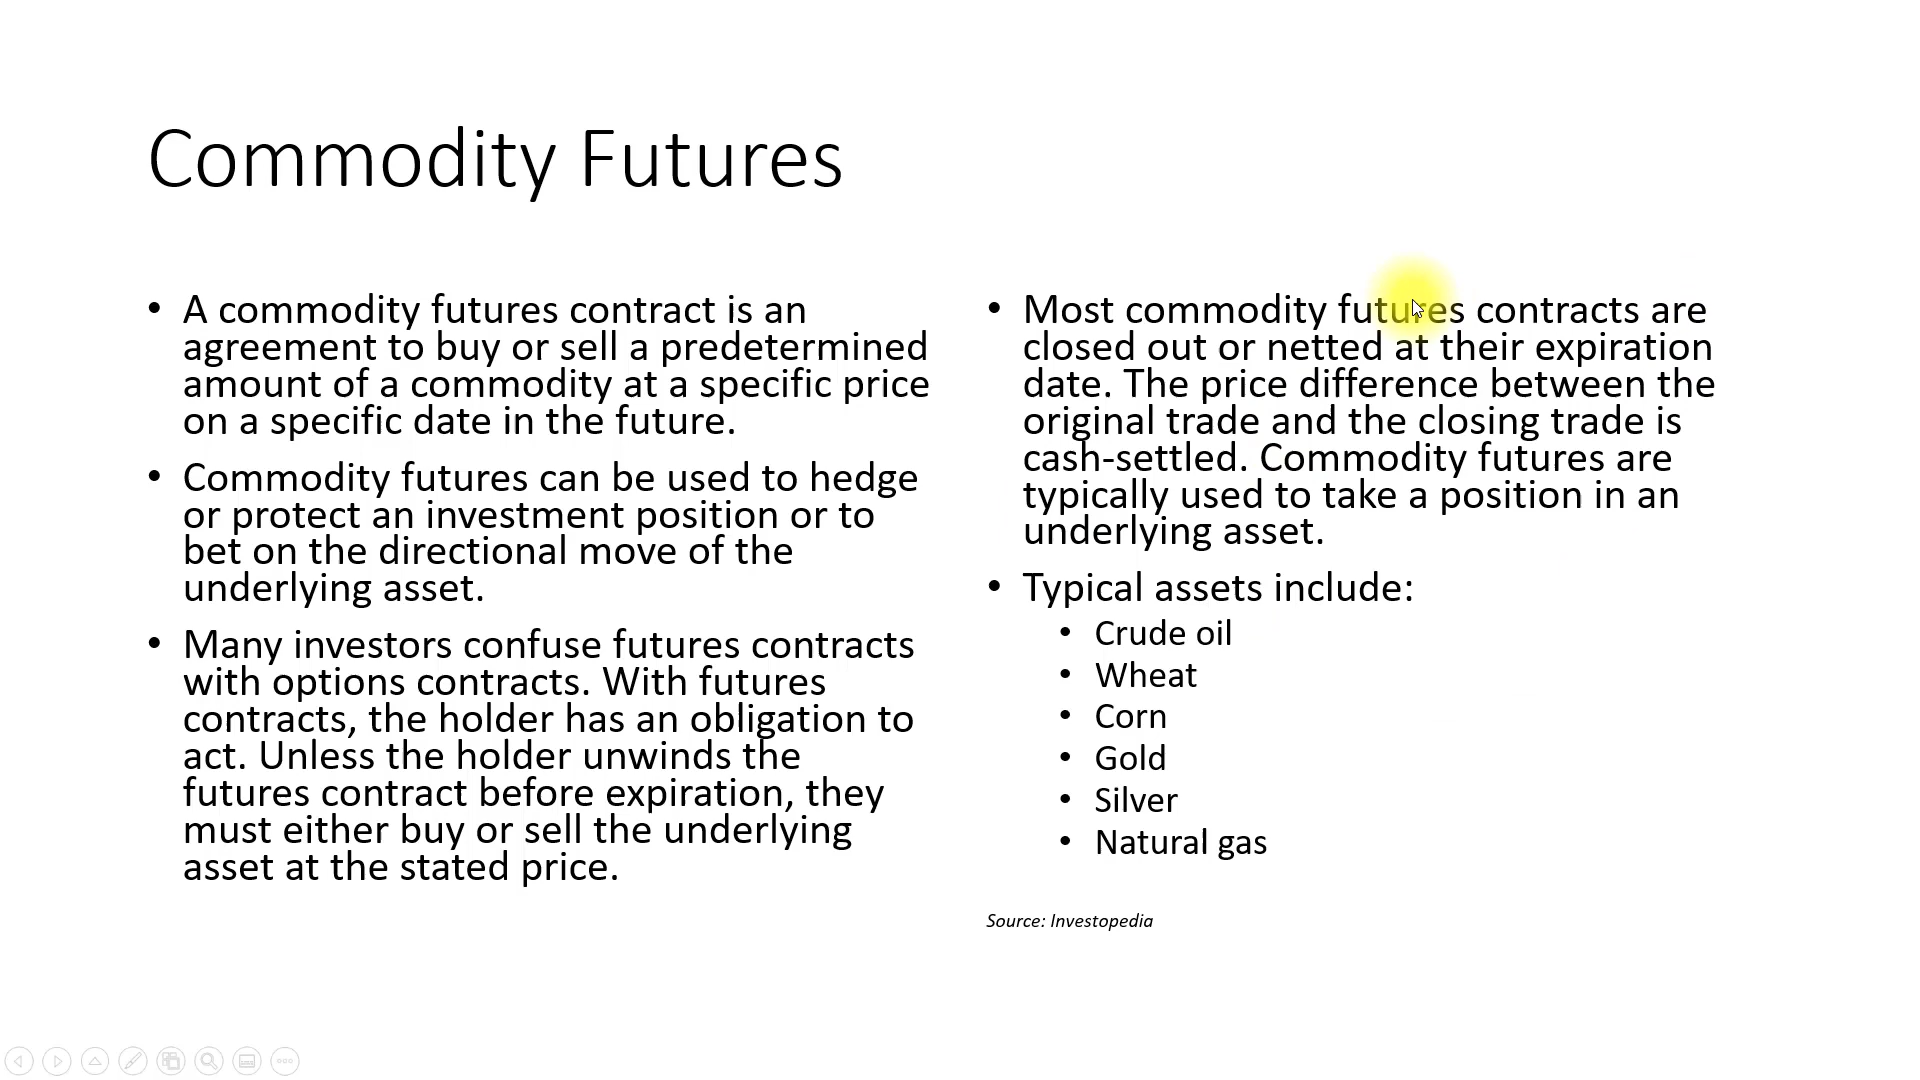 Commodity Futures
• A commodity futures contract is an
agreement to buy or sell a predetermined
amount of a commodity at a specific price
on a specific date in the future.
• Commodity futures can be used to hedge
or protect an investment position or to
bet on the directional move of the
underlying asset.
• Many investors confuse futures contracts
with options contracts. With futures
contracts, the holder has an obligation to
act. Unless the holder unwinds the
futures contract before expiration, they
must either buy or sell the underlying
asset at the stated price.
• Most commodity futures contracts are
closed out or netted at their expiration
date. The price difference between the
original trade and the closing trade is
cash-settled. Commodity futures are
typically used to take a position in an
underlying asset.
• Typical assets include:
• Crude oil
• Wheat
• Corn
• Gold
• Silver
• Natural gas
Source: Investopedia